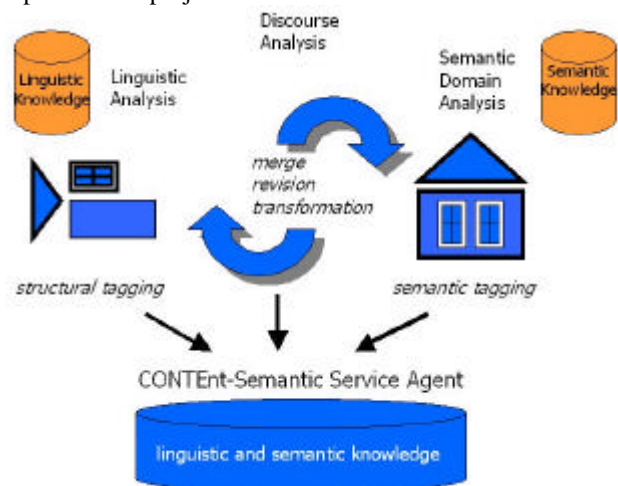 Discourse
Analysis
Linguistic
Knowledge
Linguistic
Analysis
Semantic
Domain
Analysis
Semantic
Knowledge
merge
revision
transformation
structural tagging
semantic tagging
CONTEnt-Semantic Service Agent
linguistic and semantic knowledge